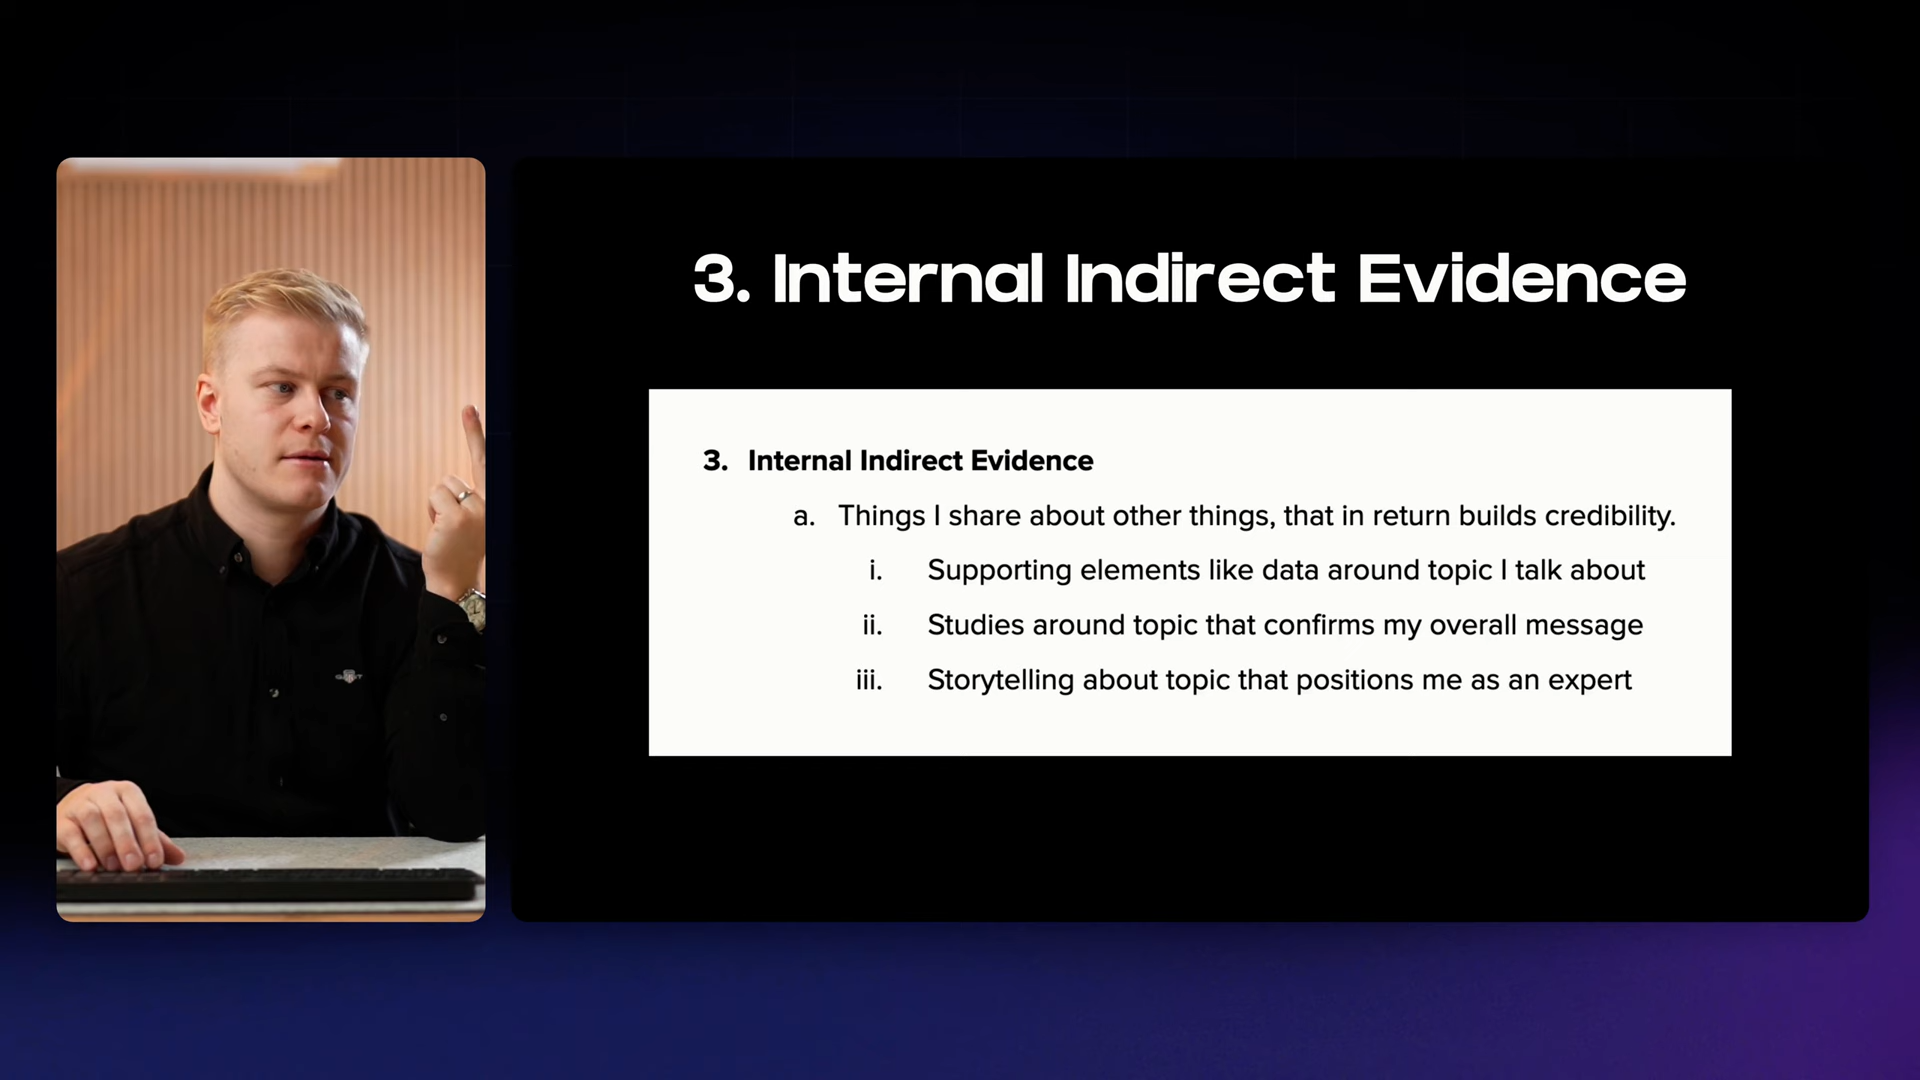 3. Internal Indirect Evidence
3. Internal Indirect Evidence
a. Things I share about other things, that in return builds credibility.
i. Supporting elements like data around topic I talk about
ii. Studies around topic that confirms my overall message
iii. Storytelling about topic that positions me as an expert